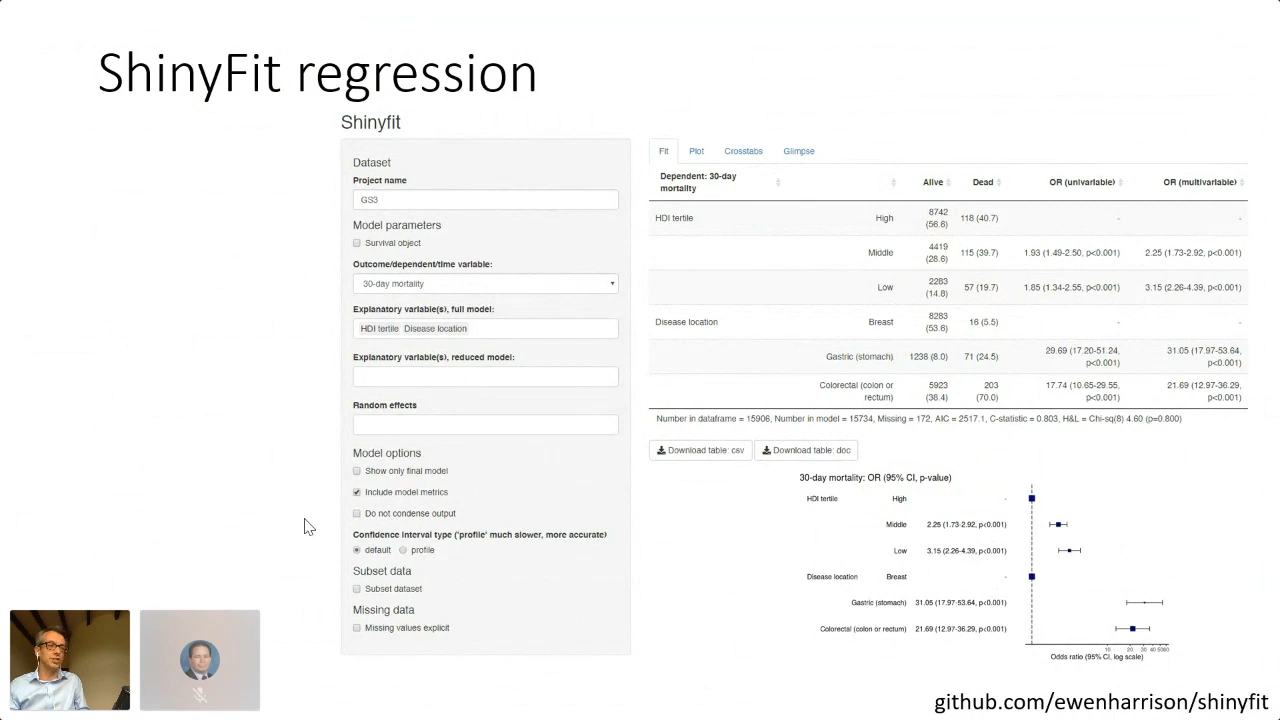 ShinyFit regression
Shinyfit
Dataset
Project name
GS3
Model parameters
Survival object
Outcome/dependent/time variable:
30-day mortality
Explanatory variable(s), full model:
HDI tertile Disease location
Explanatory variable(s), reduced model:
Random effects
Model options
Show only final model
Include model metrics
Do not condense output
Confidence interval type ('profile' much slower, more accurate)
default profile
Subset data
Subset dataset
Missing data
Missing values explicit
Fit Plot Crosstabs Glimpse
Dependent: 30-day
mortality
Alive Dead OR (univariable) OR (multivariable)
HDI tertile High 8742
(56.6) 118 (40.7) - -
Middle 4419
(28.6) 115 (39.7) 1.93 (1.49-2.50, p<0.001) 2.25 (1.73-2.92, p<0.001)
Low 2283
(14.8) 57 (19.7) 1.85 (1.34-2.55, p<0.001) 3.15 (2.26-4.39, p<0.001)
Disease location Breast 8283
(53.6) 16 (5.5) - -
Gastric (stomach) 1238 (8.0) 71 (24.5) 29.69 (17.20-51.24,
p<0.001) 31.05 (17.97-53.64,
p<0.001)
Colorectal (colon or
rectum) 5923
(38.4) 203
(70.0) 17.74 (10.65-29.55,
p<0.001) 21.69 (12.97-36.29,
p<0.001)
Number in dataframe = 15906, Number in model = 15734, Missing = 172, AIC = 2517.1, C-statistic = 0.803, H&L = Chi-sq(8) 4.60 (p=0.800)
Download table: csv Download table: doc
30-day mortality: OR (95% CI, p-value)
HDI tertile High -
Middle 2.25 (1.73-2.92, p<0.001)
Low 3.15 (2.26-4.39, p<0.001)
Disease location Breast -
Gastric (stomach) 31.05 (17.97-53.64, p<0.001)
Colorectal (colon or rectum) 21.69 (12.97-36.29, p<0.001)
10 20 30 40 50 60
Odds ratio (95% CI, log scale)
github.com/ewenharrison/shinyfit